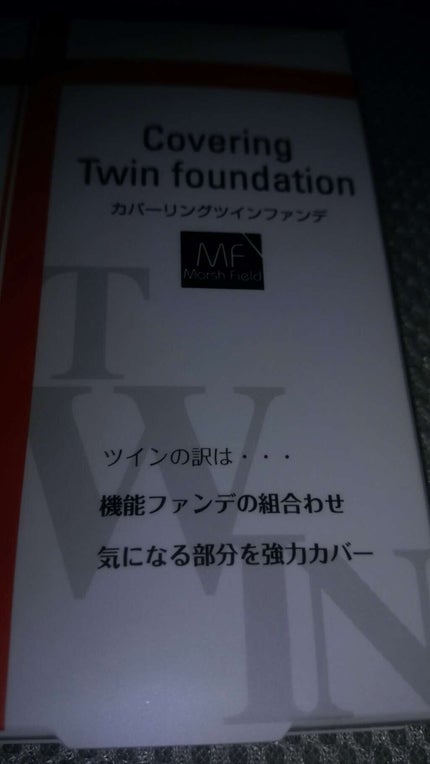 Covering
Twin foundation
カバーリングツインファンデ
MF
Marsh Field
TWIN
ツインの訳は・・・
機能ファンデの組合わせ
気になる部分を強力カバー